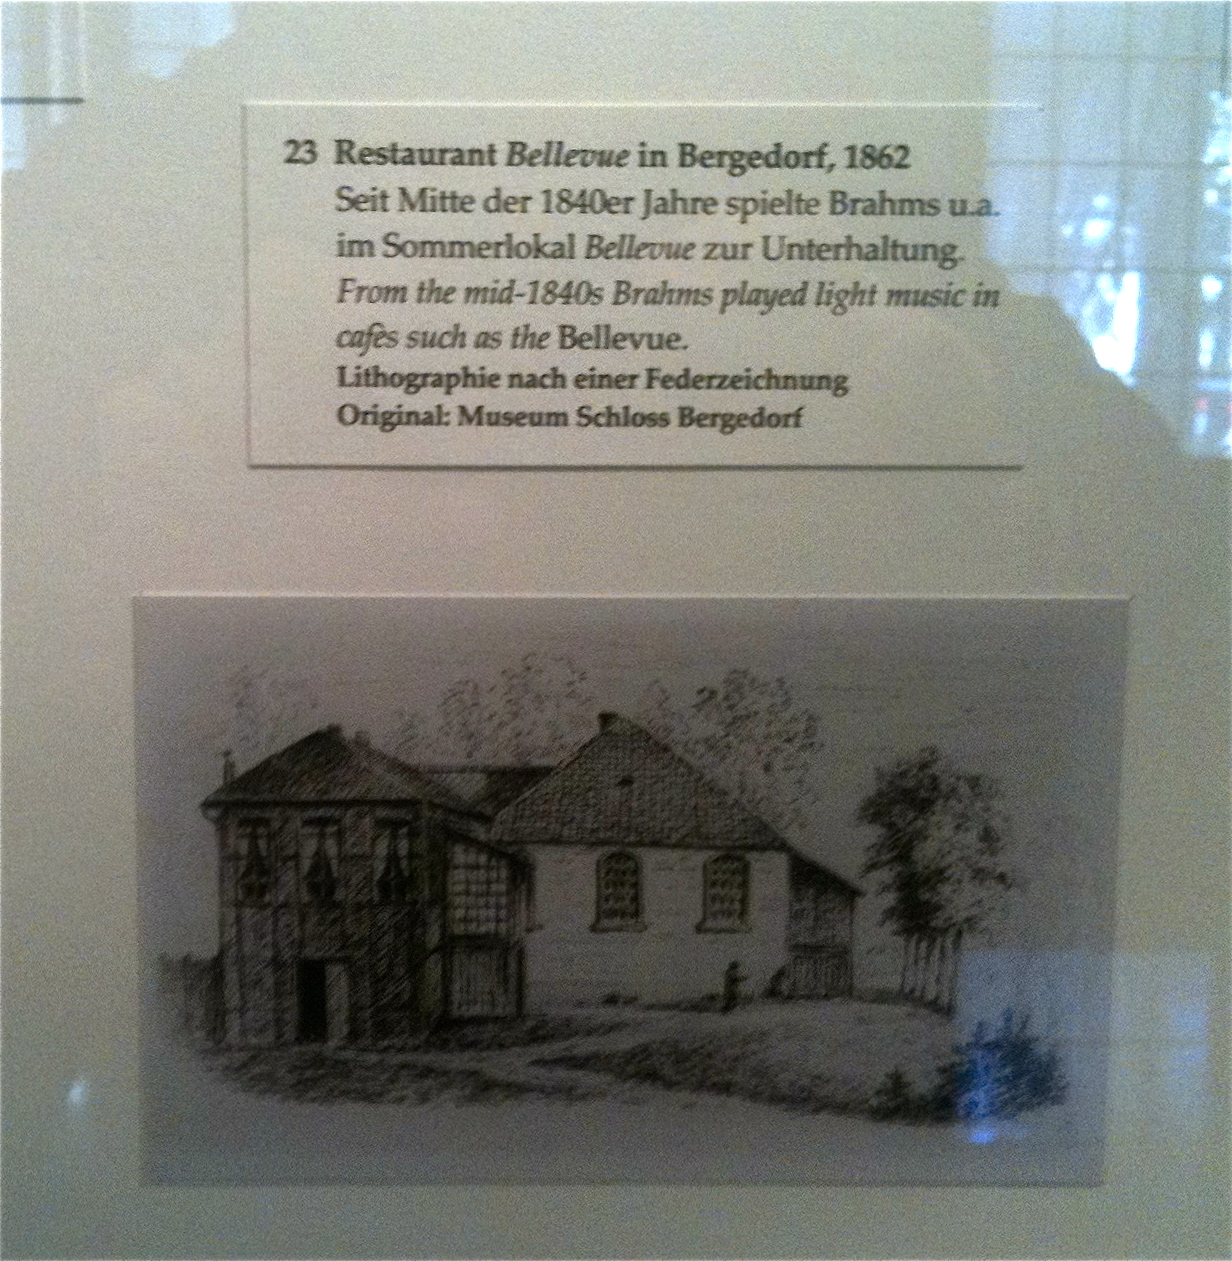 23 Restaurant Bellevue in Bergedorf, 1862
Seit Mitte der 1840er Jahre spielte Brahms u.a.
im Sommerlokal Bellevue zur Unterhaltung.
From the mid-1840s Brahms played light music in
cafès such as the Bellevue.
Lithographie nach einer Federzeichnung
Original: Museum Schloss Bergedorf